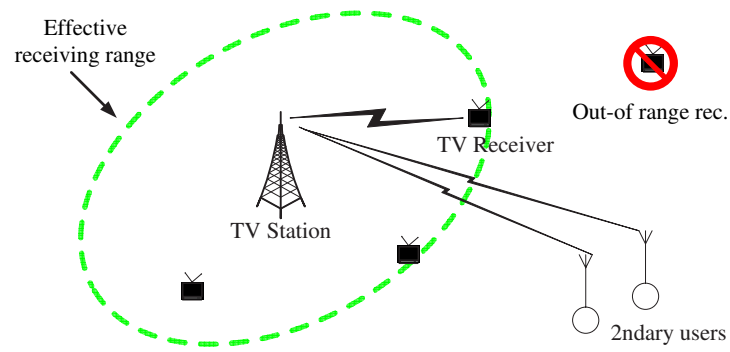 Effective
receiving range
Out-of range rec.
TV Receiver
TV Station
2ndary users